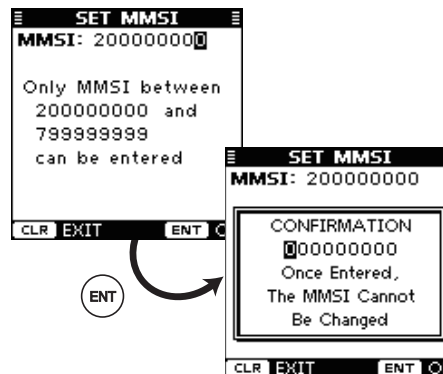 SET MMSI
MMSI: 200000000
Only MMSI between
200000000 and
799999999
can be entered
CLR EXIT ENT
ENT
SET MMSI
MMSI: 200000000
CONFIRMATION
000000000
Once Entered,
The MMSI Cannot
Be Changed
CLR EXIT ENT